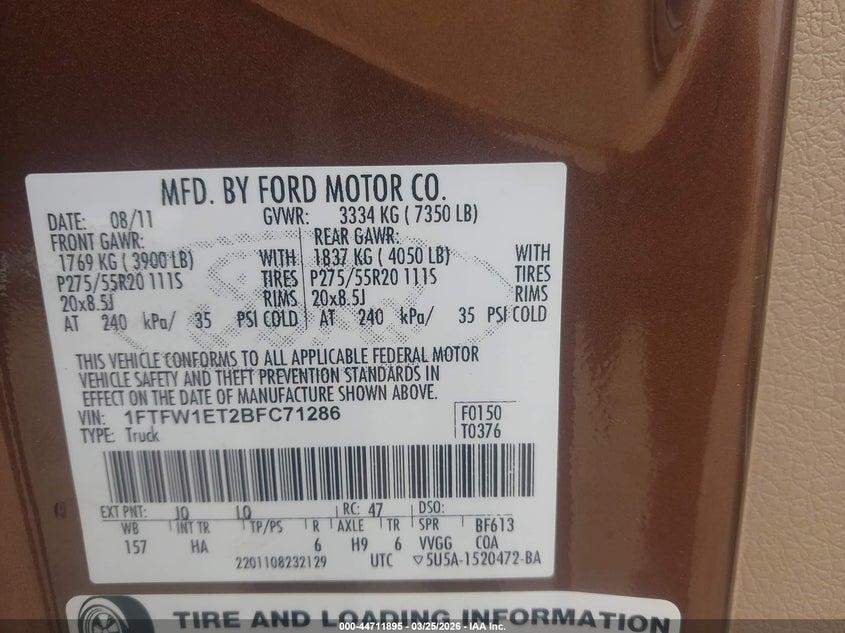 MFD. BY FORD MOTOR CO.
DATE: 08/11 GVWR: 3334 KG ( 7350 LB)
FRONT GAWR: REAR GAWR:
1769 KG ( 3900 LB) WITH 1837 KG ( 4050 LB) WITH
P275/55R20 111S TIRES P275/55R20 111S TIRES
20x8.5J RIMS 20x8.5J RIMS
AT 240 kPa/ 35 PSI COLD AT 240 kPa/ 35 PSI COLD
THIS VEHICLE CONFORMS TO ALL APPLICABLE FEDERAL MOTOR
VEHICLE SAFETY AND THEFT PREVENTION STANDARDS IN
EFFECT ON THE DATE OF MANUFACTURE SHOWN ABOVE.
VIN: 1FTFW1ET2BFC71286 F0150
TYPE: Truck T0376
EXT PNT: JQ JQ RC: 47 DSO:
WB INT TR TP/PS R AXLE TR SPR BF613
157 HA 6 H9 6 VVGG COA
2201108232129 UTC ▽5U5A-1520472-BA
TIRE AND LOADING INFORMATION
000-44711895 - 03/25/2026 - IAA Inc.